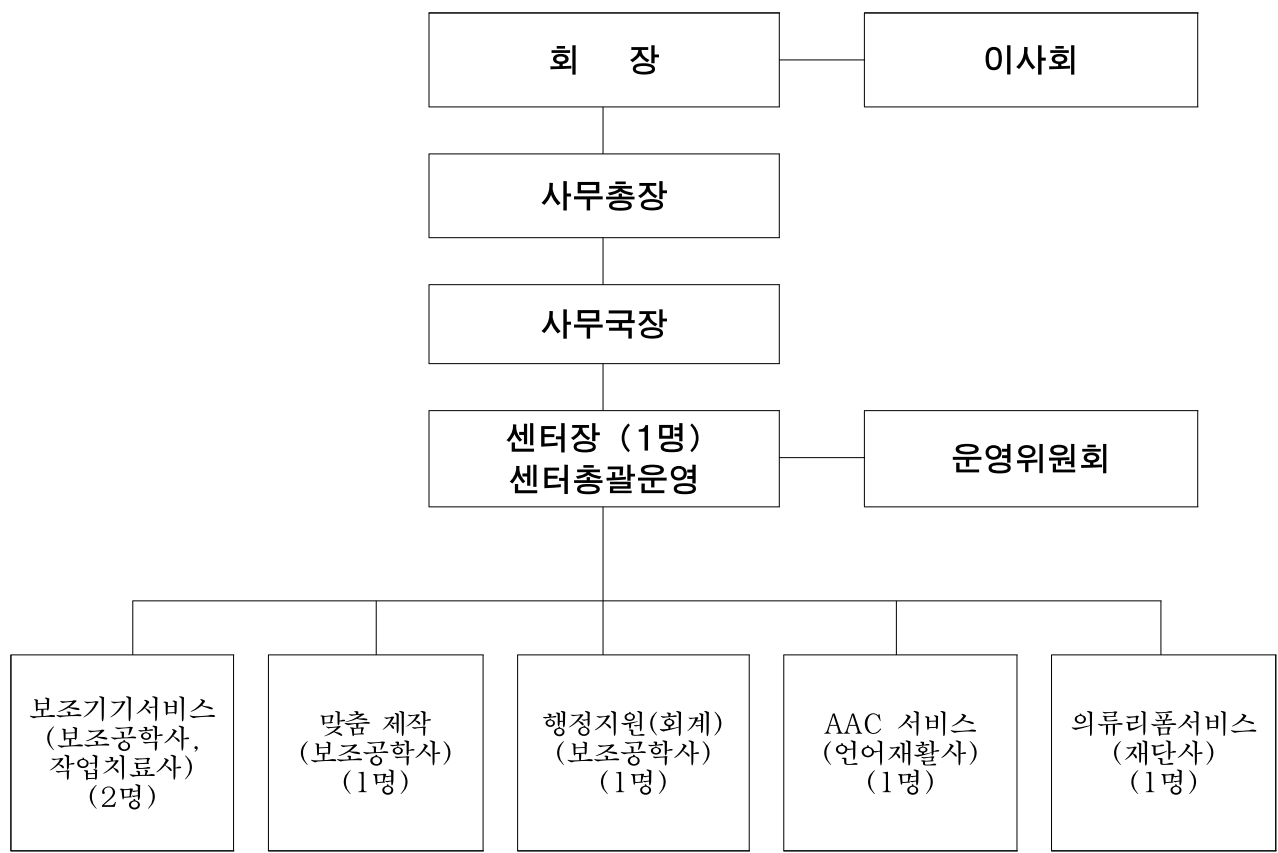 회 장
이사회
사무총장
사무국장
센터장 (1명)
센터총괄운영
운영위원회
보조기기서비스
(보조공학사,
작업치료사)
(2명)
맞춤 제작
(보조공학사)
(1명)
행정지원(회계)
(보조공학사)
(1명)
AAC 서비스
(언어재활사)
(1명)
의류리폼서비스
(재단사)
(1명)